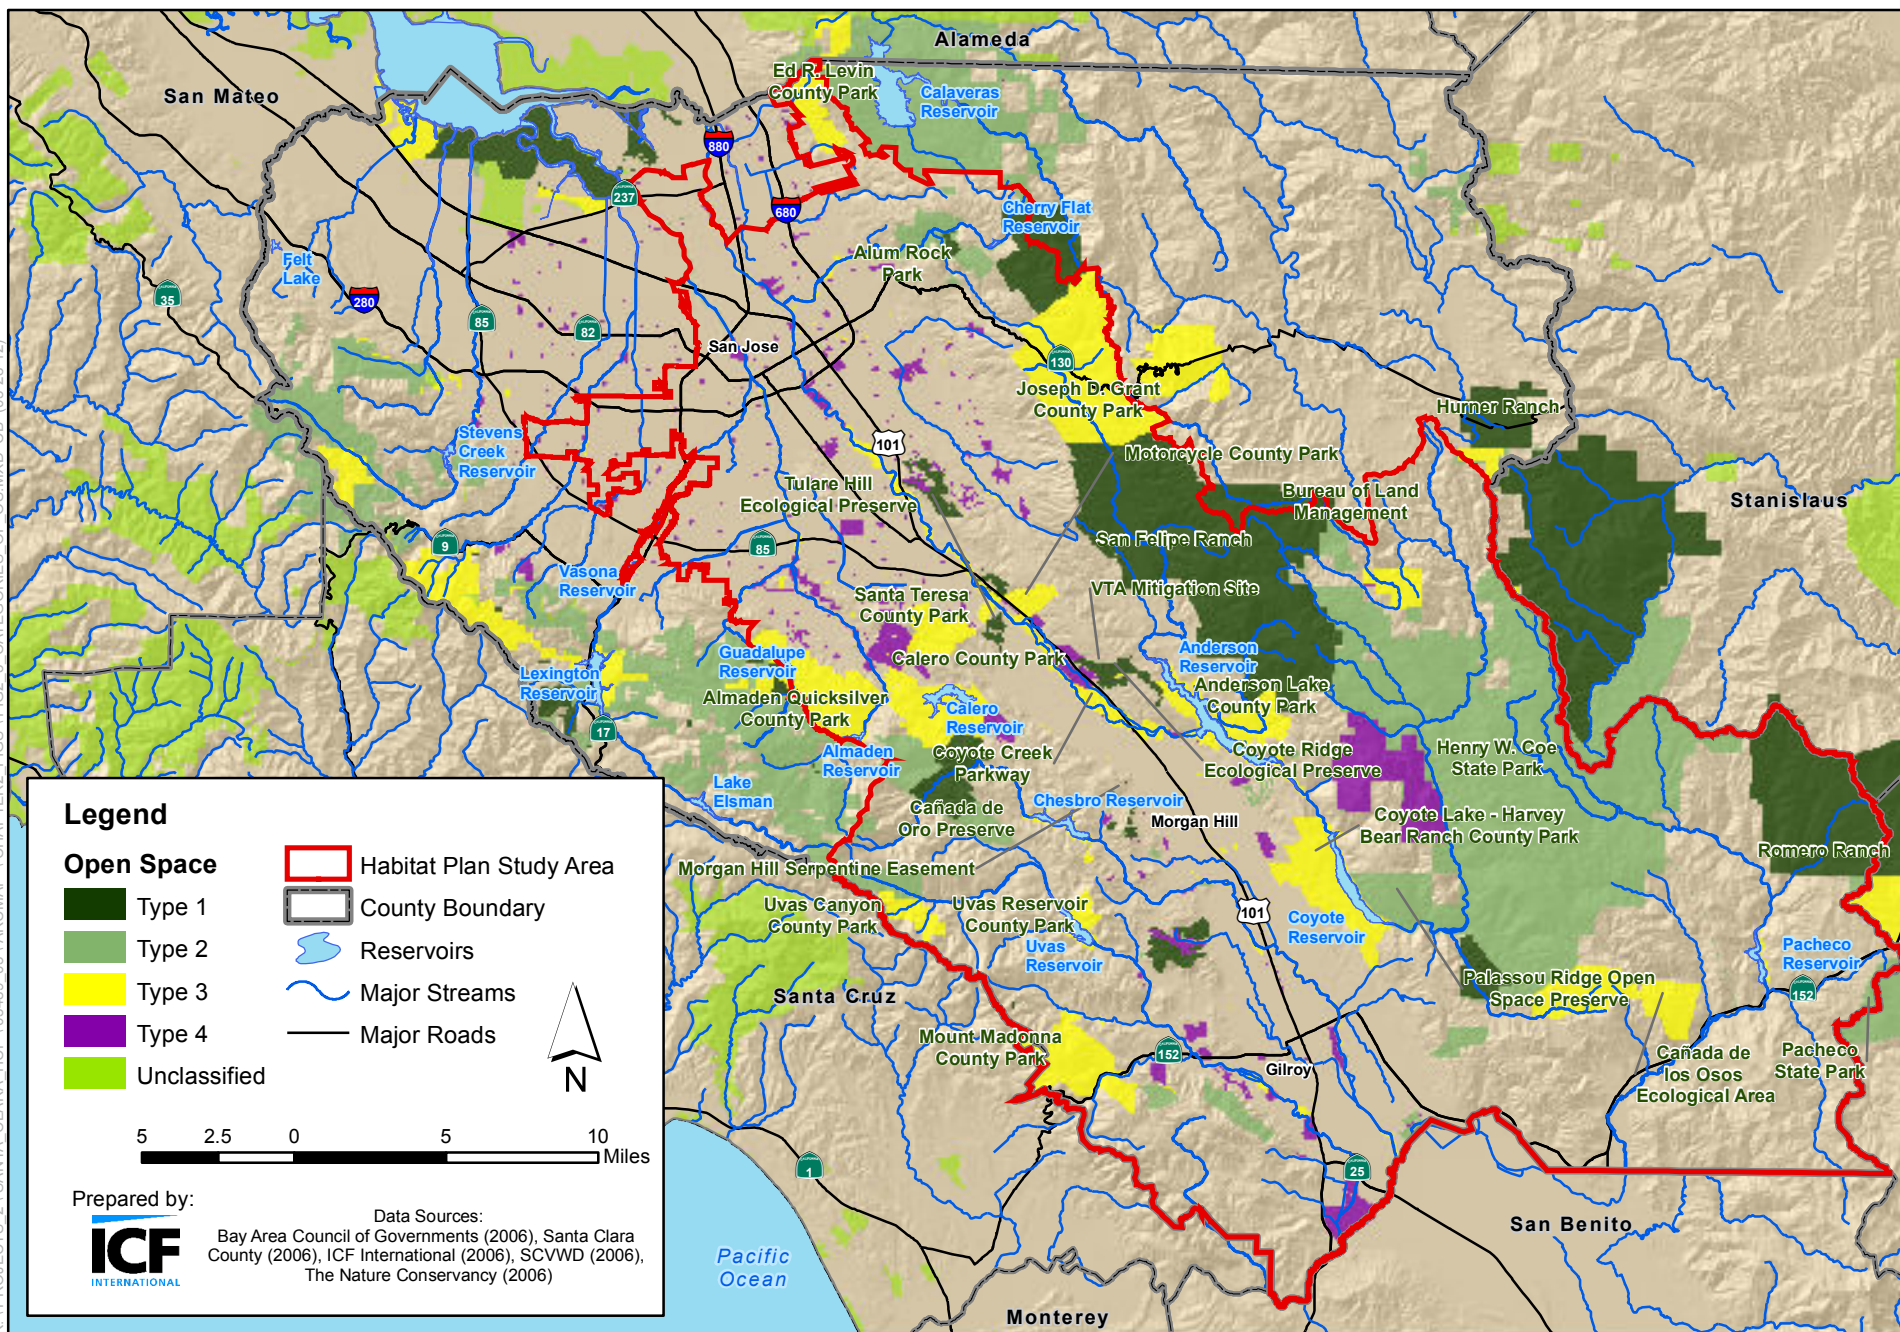 Alameda
San Mateo
Ed R. Levin
County Park
Calaveras
Reservoir
880
237
680
Cherry Flat
Reservoir
Alum Rock
Park
Felt
Lake
35
280
85
82
San Jose
130
Joseph D. Grant
County Park
Hurner Ranch
Stevens
Creek
Reservoir
101
Motorcycle County Park
Tulare Hill
Ecological Preserve
Bureau of Land
Management
Stanislaus
9
85
San Felipe Ranch
Vasona
Reservoir
Santa Teresa
County Park
VTA Mitigation Site
Guadalupe
Reservoir
Calero County Park
Anderson
Reservoir
Lexington
Reservoir
Almaden Quicksilver
County Park
Anderson Lake
County Park
17
Calero
Reservoir
Almaden
Reservoir
Coyote Creek
Parkway
Coyote Ridge
Ecological Preserve
Henry W. Coe
State Park
Lake
Elsman
Cañada de
Oro Preserve
Chesbro Reservoir
Morgan Hill
Coyote Lake - Harvey
Bear Ranch County Park
Romero Ranch
Morgan Hill Serpentine Easement
Uvas Canyon
County Park
Uvas Reservoir
County Park
Uvas
Reservoir
101
Coyote
Reservoir
Pacheco
Reservoir
Palassou Ridge Open
Space Preserve
152
Santa Cruz
Mount Madonna
County Park
152
Gilroy
Cañada de
los Osos
Ecological Area
Pacheco
State Park
1
25
San Benito
Pacific
Ocean
Monterey
Legend
Open Space
Type 1
Type 2
Type 3
Type 4
Unclassified
Habitat Plan Study Area
County Boundary
Reservoirs
Major Streams
Major Roads
N
5 2.5 0 5 10
Miles
Prepared by:
ICF
INTERNATIONAL
Data Sources:
Bay Area Council of Governments (2006), Santa Clara
County (2006), ICF International (2006), SCVWD (2006),
The Nature Conservancy (2006)